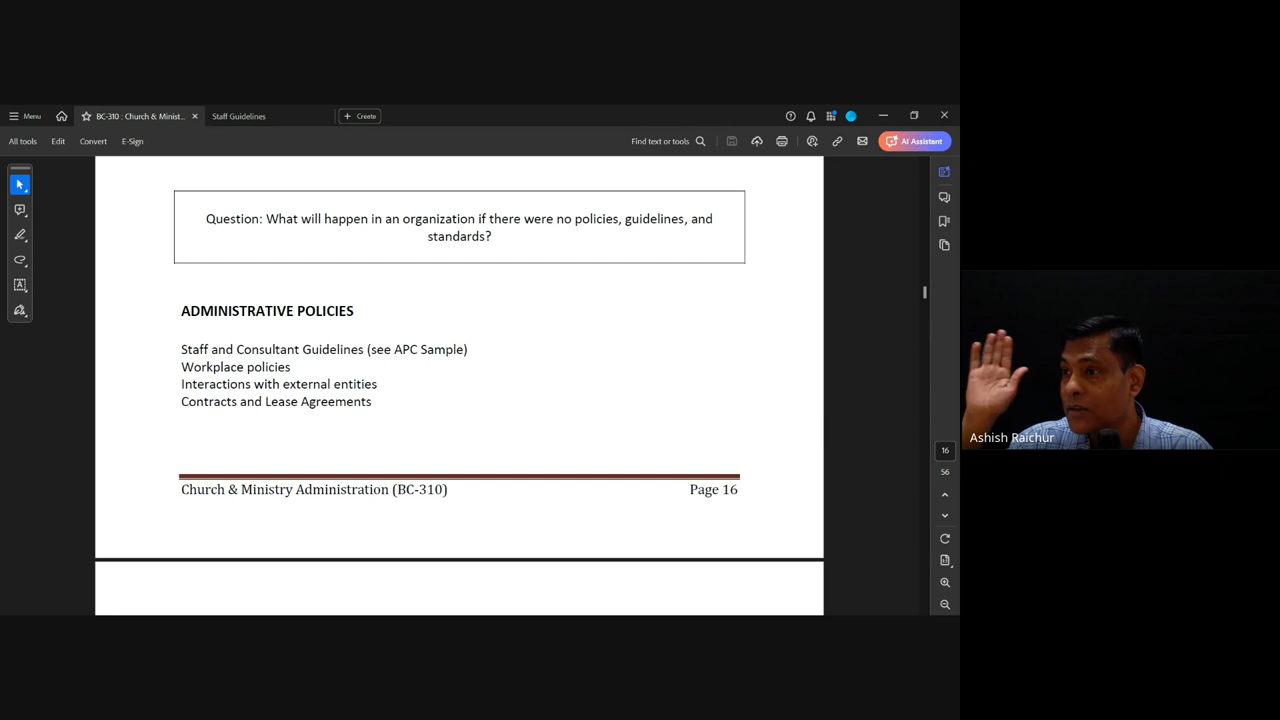 Menu
BC-310 : Church & Minist...
Staff Guidelines
Create
All tools
Edit
Convert
E-Sign
Find text or tools
AI Assistant
Question: What will happen in an organization if there were no policies, guidelines, and
standards?
ADMINISTRATIVE POLICIES
Staff and Consultant Guidelines (see APC Sample)
Workplace policies
Interactions with external entities
Contracts and Lease Agreements
Church & Ministry Administration (BC-310)
Page 16
16
56
Ashish Raichur